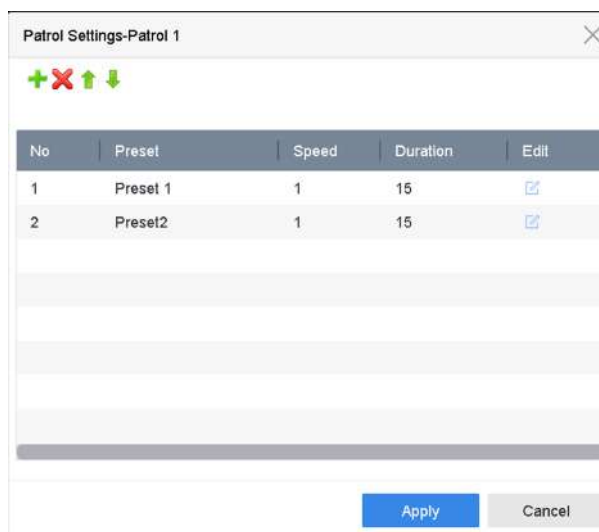 Patrol Settings-Patrol 1
No Preset Speed Duration Edit
1 Preset 1 1 15
2 Preset2 1 15
Apply Cancel